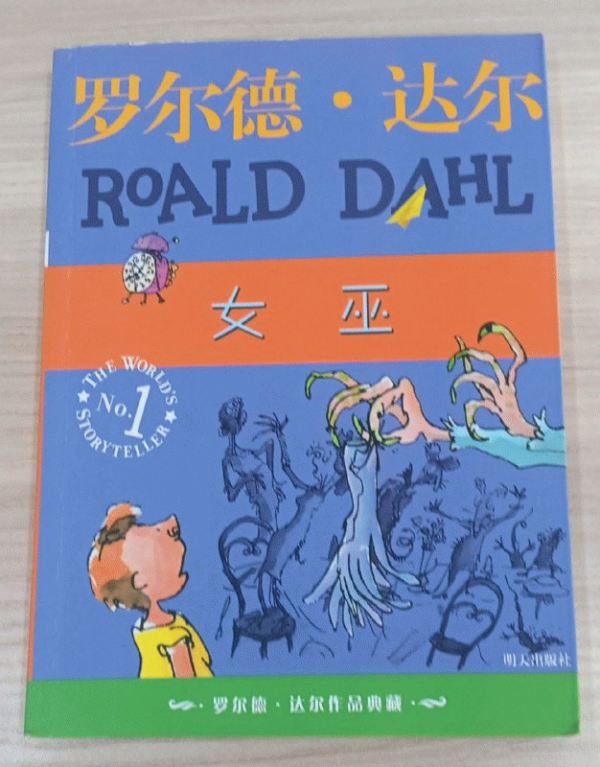 罗尔德·达尔
ROALD DAHL
女巫
THE WORLD'S
No.1
STORYTELLER
明天出版社
罗尔德·达尔作品典藏